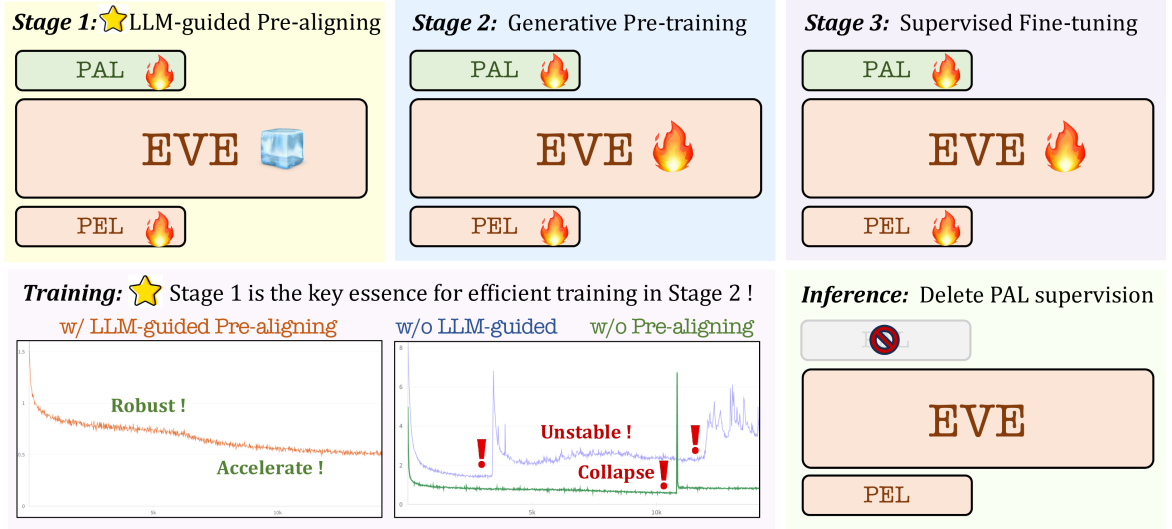 Stage 1: LLM-guided Pre-aligning
PAL
EVE
PEL
Stage 2: Generative Pre-training
PAL
EVE
PEL
Stage 3: Supervised Fine-tuning
PAL
EVE
PEL
Training: Stage 1 is the key essence for efficient training in Stage 2 !
w/ LLM-guided Pre-aligning
1.5
1
0.5
0
5k
10k
Robust !
Accelerate !
w/o LLM-guided
w/o Pre-aligning
8
6
4
2
0
5k
10k
Unstable !
Collapse
!
!
!
Inference: Delete PAL supervision
EVE
PEL